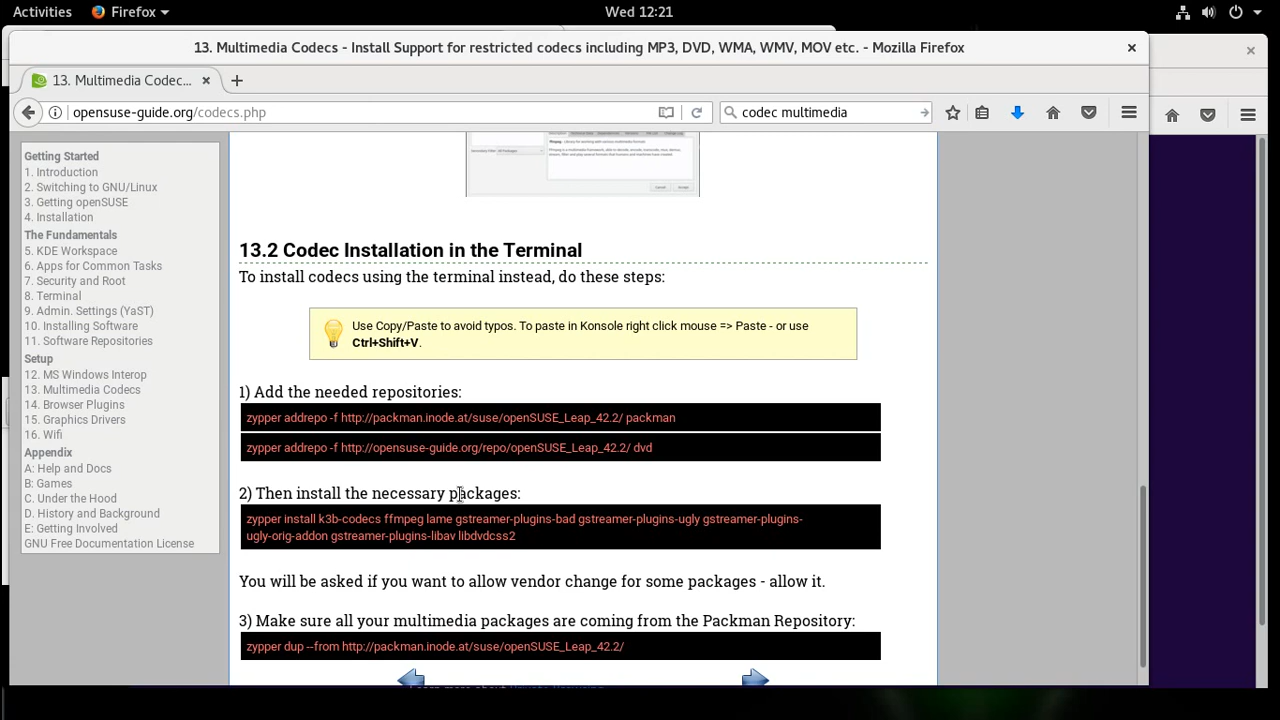 Activities Firefox Wed 12:21
13. Multimedia Codecs - Install Support for restricted codecs including MP3, DVD, WMA, WMV, MOV etc. - Mozilla Firefox
13. Multimedia Codec...
opensuse-guide.org/codecs.php
codec multimedia
Getting Started
1. Introduction
2. Switching to GNU/Linux
3. Getting openSUSE
4. Installation
The Fundamentals
5. KDE Workspace
6. Apps for Common Tasks
7. Security and Root
8. Terminal
9. Admin. Settings (YaST)
10. Installing Software
11. Software Repositories
Setup
12. MS Windows Interop
13. Multimedia Codecs
14. Browser Plugins
15. Graphics Drivers
16. Wifi
Appendix
A: Help and Docs
B: Games
C. Under the Hood
D. History and Background
E: Getting Involved
GNU Free Documentation License
13.2 Codec Installation in the Terminal
To install codecs using the terminal instead, do these steps:
Use Copy/Paste to avoid typos. To paste in Konsole right click mouse => Paste - or use
Ctrl+Shift+V.
1) Add the needed repositories:
zypper addrepo -f http://packman.inode.at/suse/openSUSE_Leap_42.2/ packman
zypper addrepo -f http://opensuse-guide.org/repo/openSUSE_Leap_42.2/ dvd
2) Then install the necessary packages:
zypper install k3b-codecs ffmpeg lame gstreamer-plugins-bad gstreamer-plugins-ugly gstreamer-plugins-
ugly-orig-addon gstreamer-plugins-libav libdvdcss2
You will be asked if you want to allow vendor change for some packages - allow it.
3) Make sure all your multimedia packages are coming from the Packman Repository:
zypper dup --from http://packman.inode.at/suse/openSUSE_Leap_42.2/